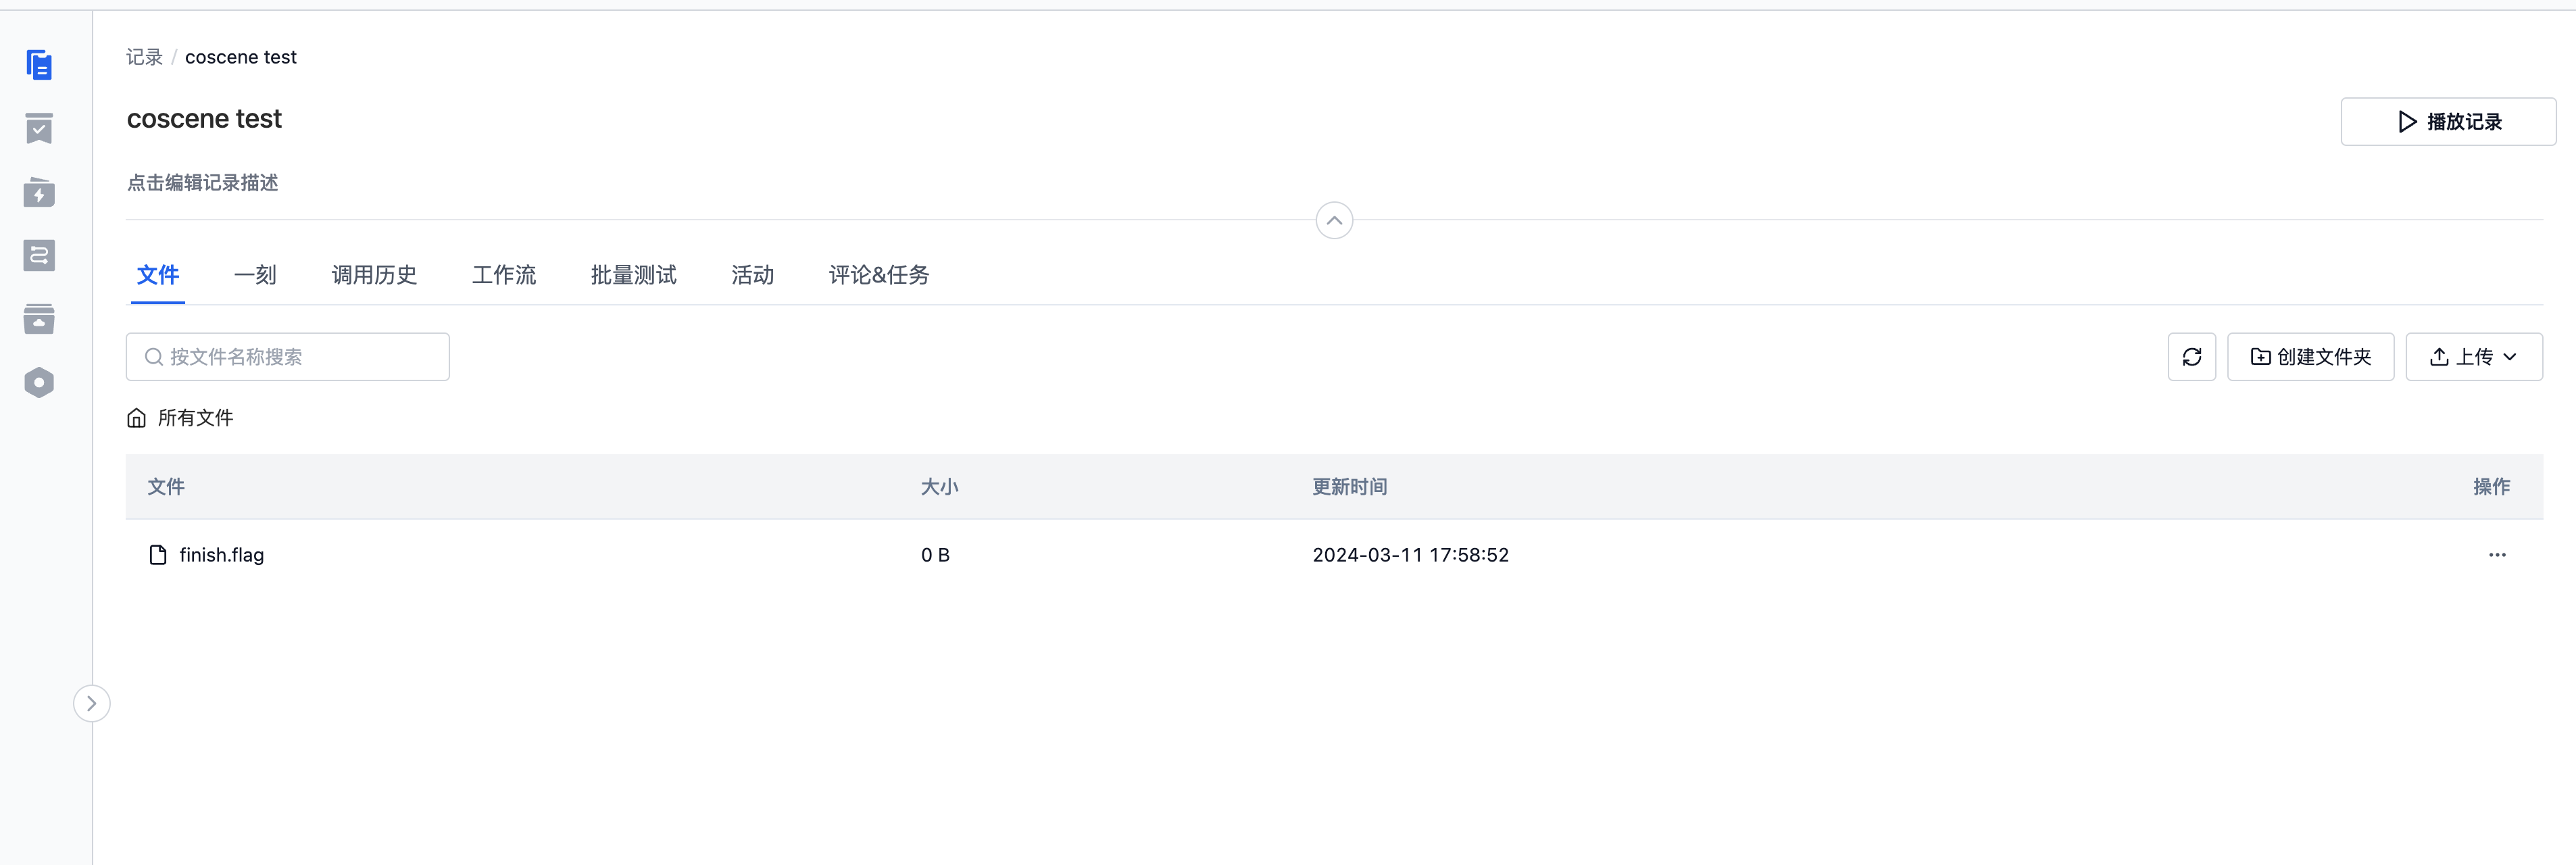 记录 / coscene test
coscene test
播放记录
点击编辑记录描述
文件 一刻 调用历史 工作流 批量测试 活动 评论&任务
按文件名称搜索 创建文件夹 上传
所有文件
文件 大小 更新时间 操作
finish.flag 0 B 2024-03-11 17:58:52 ···